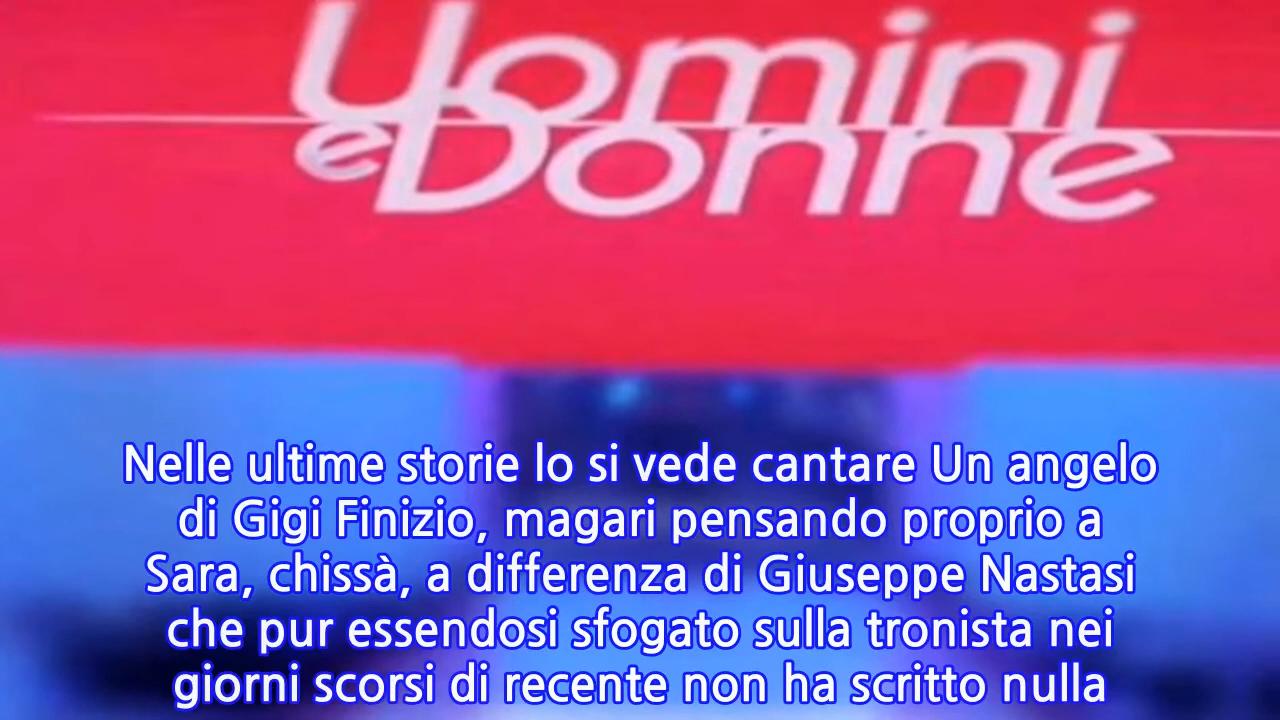 Uomini
e Donne
Nelle ultime storie lo si vede cantare Un angelo
di Gigi Finizio, magari pensando proprio a
Sara, chissà, a differenza di Giuseppe Nastasi
che pur essendosi sfogato sulla tronista nei
giorni scorsi di recente non ha scritto nulla